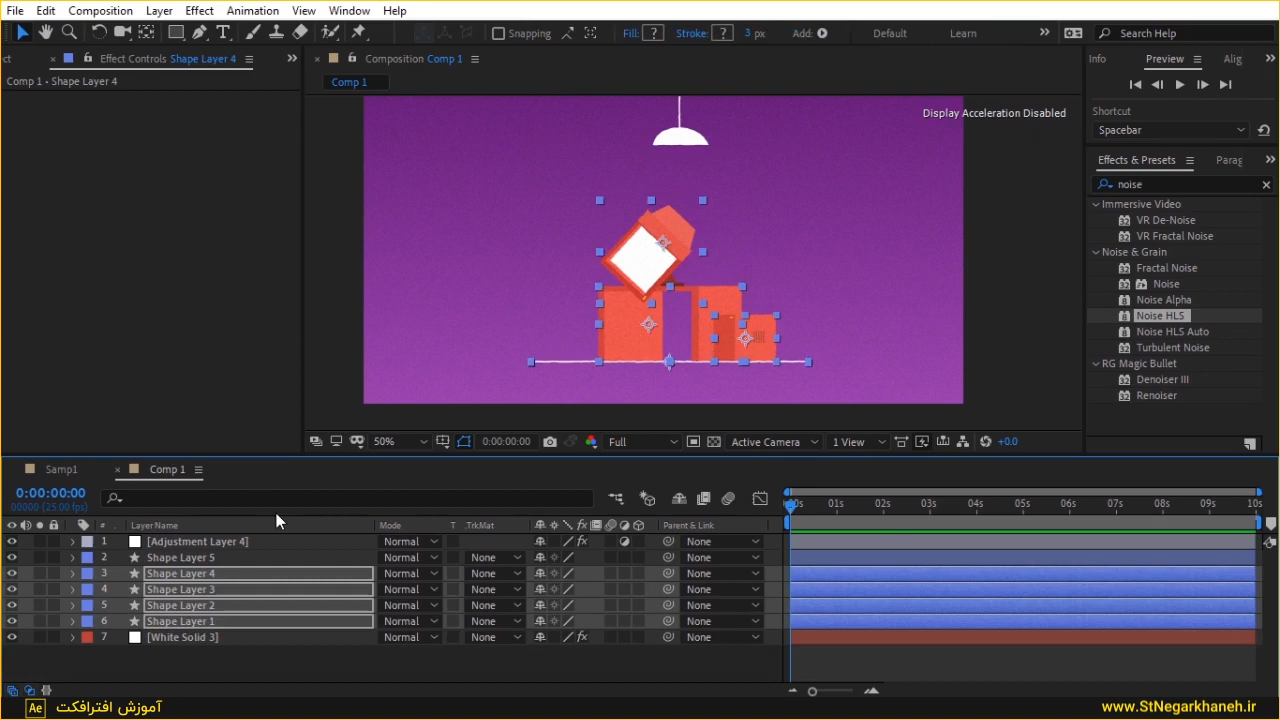 File Edit Composition Layer Effect Animation View Window Help
Snapping Fill: ? Stroke: ? 3 px Add: Default Learn Search Help
ct × Effect Controls Shape Layer 4
Comp 1 • Shape Layer 4
× Composition Comp 1
Comp 1
Display Acceleration Disabled
50% 0:00:00:00 Full Active Camera 1 View +0.0
Info Preview Alig
Shortcut
Spacebar
Effects & Presets Parag
noise
Immersive Video
VR De-Noise
VR Fractal Noise
Noise & Grain
Fractal Noise
Noise
Noise Alpha
Noise HLS
Noise HLS Auto
Turbulent Noise
RG Magic Bullet
Denoiser III
Renoiser
Samp1 × Comp 1
0:00:00:00
00000 (25.00 fps)
00s 01s 02s 03s 04s 05s 06s 07s 08s 09s 10s
# Layer Name Mode T .TrkMat Parent & Link
1 [Adjustment Layer 4] Normal None
2 Shape Layer 5 Normal None None
3 Shape Layer 4 Normal None None
4 Shape Layer 3 Normal None None
5 Shape Layer 2 Normal None None
6 Shape Layer 1 Normal None None
7 [White Solid 3] Normal None None
Ae آموزش افترافکت www.StNegarkhaneh.ir